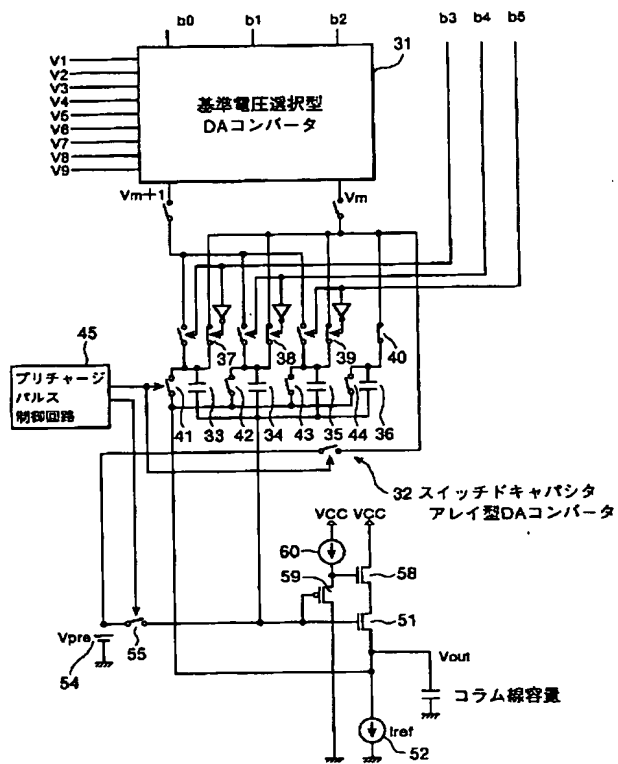 b0 b1 b2 b3 b4 b5
31
V1
V2
V3
V4
V5
V6
V7
V8
V9
基準電圧選択型
DAコンバータ
Vm+1
Vm
45
プリチャージ
パルス
制御回路
37 38 39 40
41 33 42 34 43 35 44 36
32 スイッチドキャパシタ
アレイ型DAコンバータ
VCC VCC
60
59
58
51
Vpre
55
54
Vout
コラム線容量
Iref
52